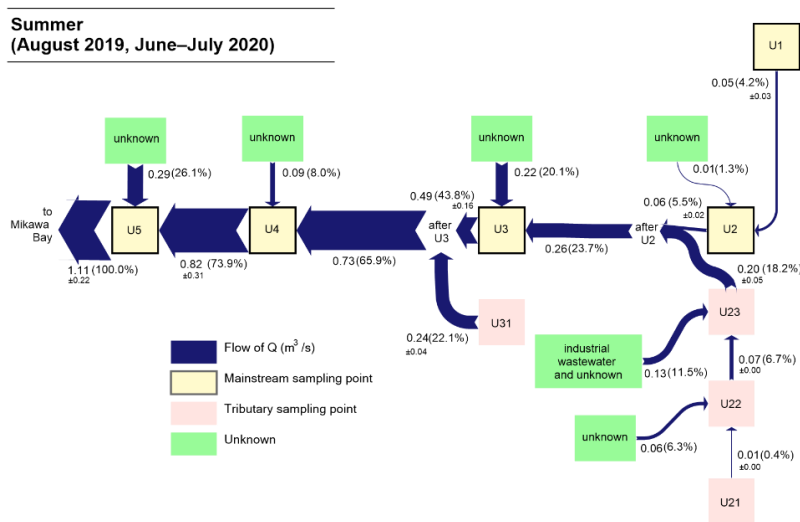 Summer
(August 2019, June–July 2020)
U1
0.05(4.2%)
±0.03
unknown
unknown
unknown
unknown
0.29(26.1%)
0.09(8.0%)
0.22(20.1%)
0.01(1.3%)
to
Mikawa
Bay
0.49(43.8%)
±0.16
0.06 (5.5%)
±0.02
U5
U4
after
U3
U3
after
U2
U2
1.11(100.0%)
±0.22
0.82 (73.9%)
±0.31
0.73(65.9%)
0.26(23.7%)
0.20(18.2%)
±0.05
U31
U23
0.24(22.1%)
±0.04
industrial
wastewater
and unknown
0.13(11.5%)
0.07(6.7%)
±0.00
U22
unknown
0.06(6.3%)
0.01(0.4%)
±0.00
U21
Flow of Q (m³ /s)
Mainstream sampling point
Tributary sampling point
Unknown